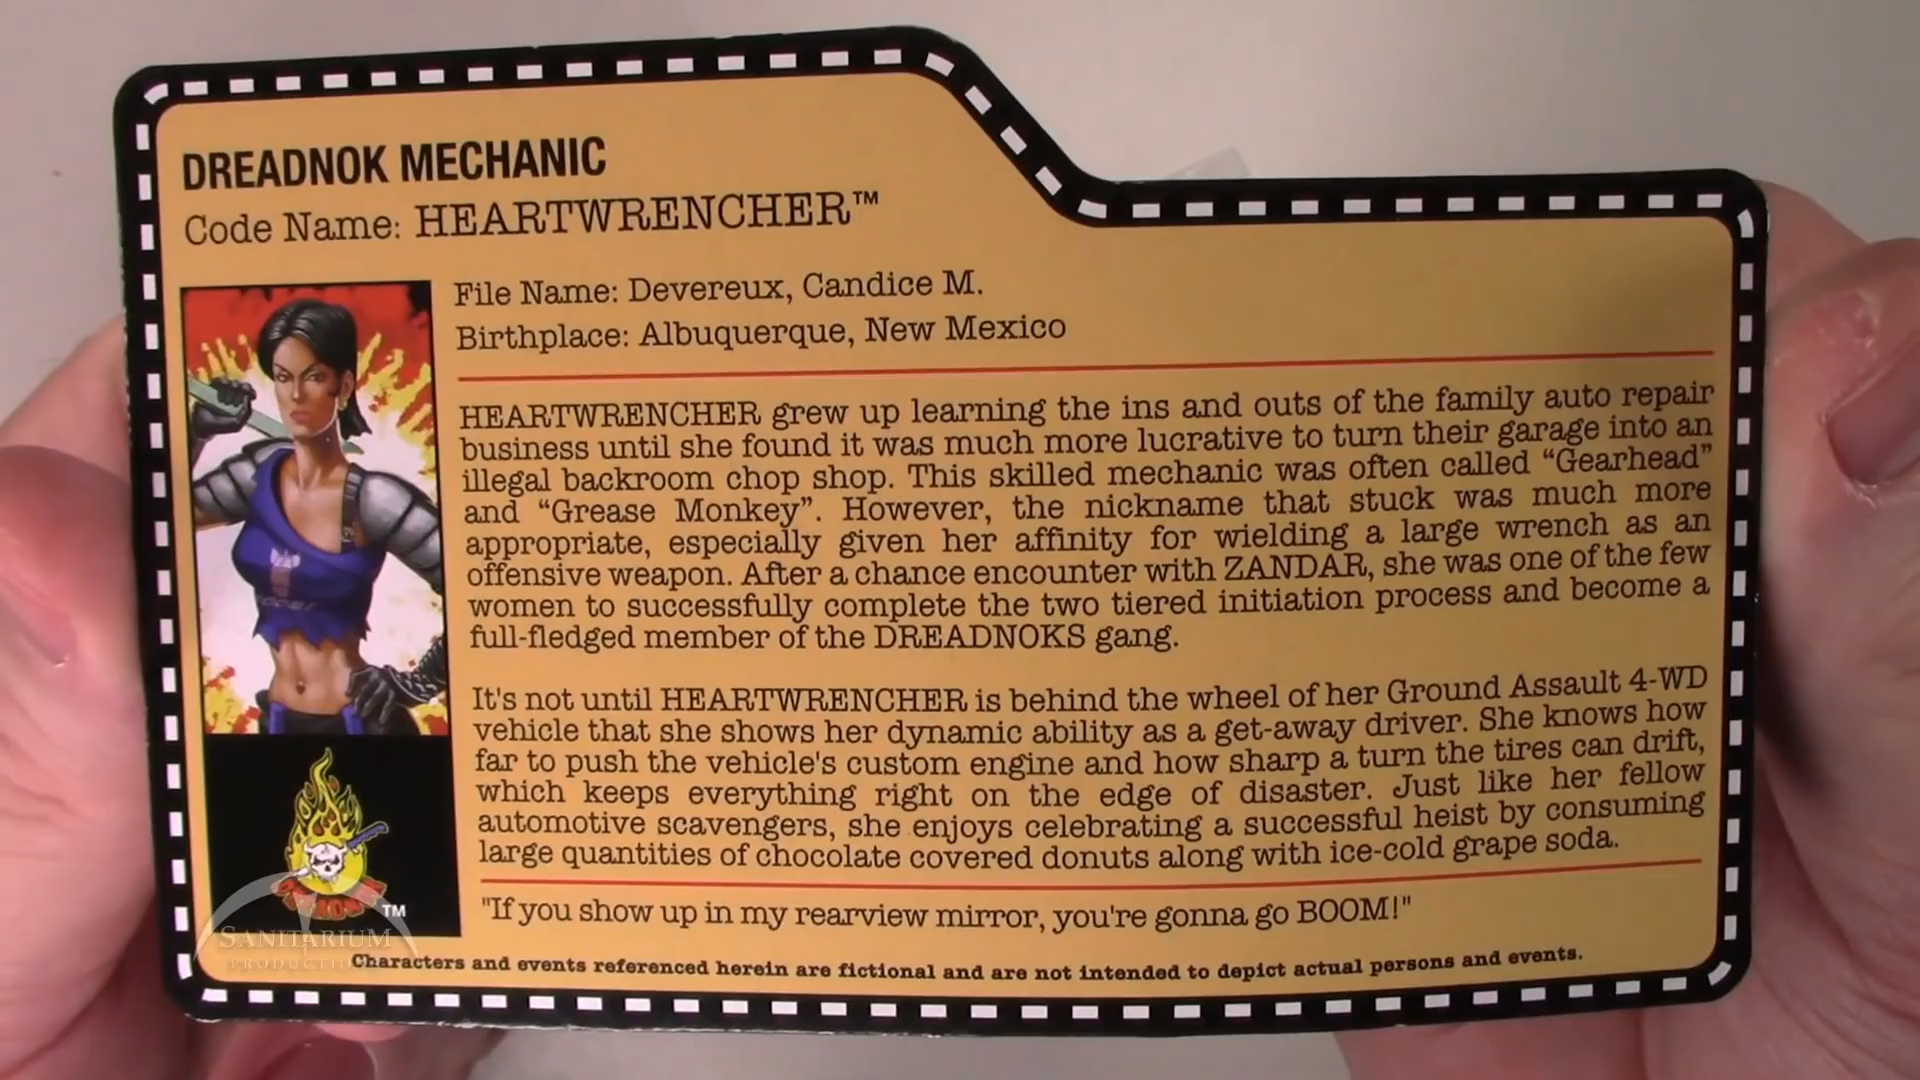 DREADNOK MECHANIC
Code Name: HEARTWRENCHER™
File Name: Devereux, Candice M.
Birthplace: Albuquerque, New Mexico
HEARTWRENCHER grew up learning the ins and outs of the family auto repair
business until she found it was much more lucrative to turn their garage into an
illegal backroom chop shop. This skilled mechanic was often called “Gearhead”
and “Grease Monkey”. However, the nickname that stuck was much more
appropriate, especially given her affinity for wielding a large wrench as an
offensive weapon. After a chance encounter with ZANDAR, she was one of the few
women to successfully complete the two tiered initiation process and become a
full-fledged member of the DREADNOKS gang.
It's not until HEARTWRENCHER is behind the wheel of her Ground Assault 4-WD
vehicle that she shows her dynamic ability as a get-away driver. She knows how
far to push the vehicle's custom engine and how sharp a turn the tires can drift,
which keeps everything right on the edge of disaster. Just like her fellow
automotive scavengers, she enjoys celebrating a successful heist by consuming
large quantities of chocolate covered donuts along with ice-cold grape soda.
"If you show up in my rearview mirror, you're gonna go BOOM!"
TM
SANITARIUM
Characters and events referenced herein are fictional and are not intended to depict actual persons and events.